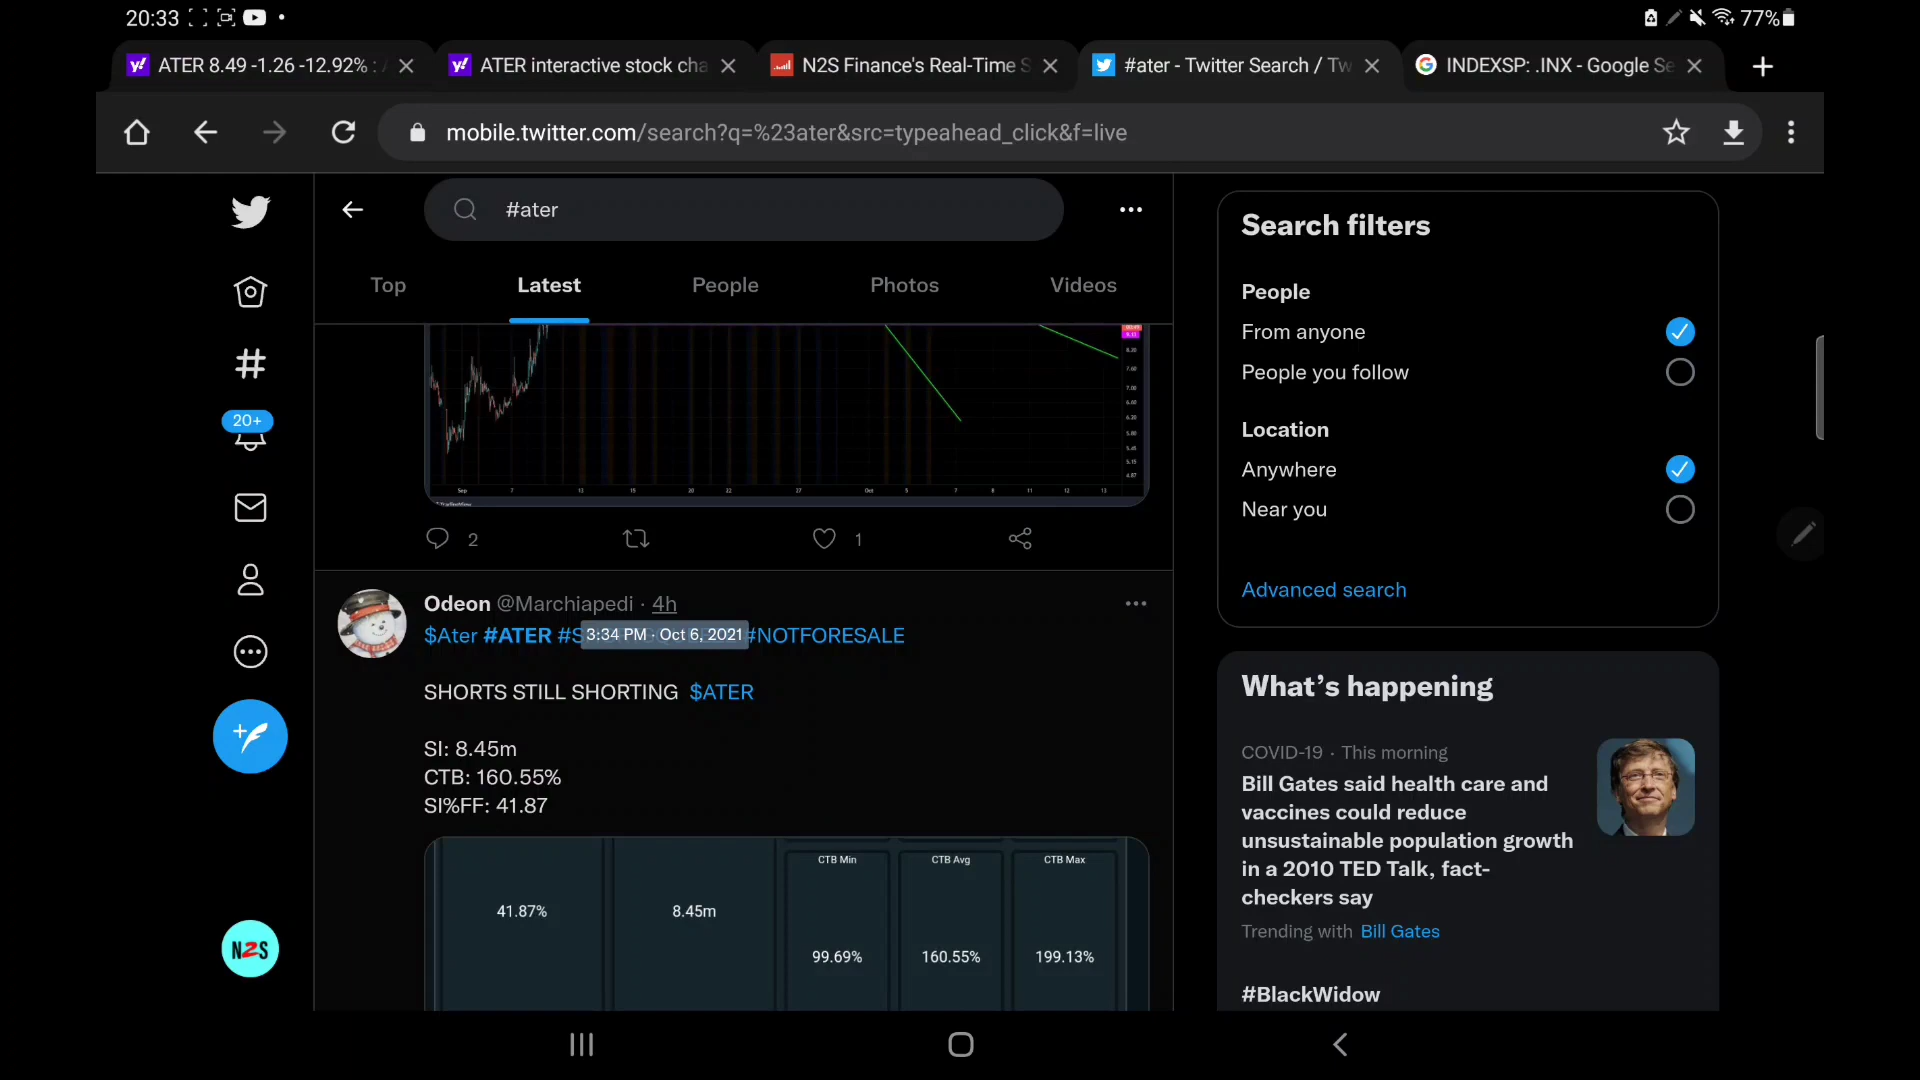 20:33
77%
ATER 8.49 -1.26 -12.92% :
ATER interactive stock cha
N2S Finance's Real-Time S
#ater - Twitter Search / Tw
INDEXSP: .INX - Google Se
mobile.twitter.com/search?q=%23ater&src=typeahead_click&f=live
#ater
Top
Latest
People
Photos
Videos
20+
2
1
Odeon @Marchiapedi · 4h
$Ater #ATER #S
3:34 PM · Oct 6, 2021
#NOTFORESALE
SHORTS STILL SHORTING $ATER
SI: 8.45m
CTB: 160.55%
SI%FF: 41.87
CTB Min
CTB Avg
CTB Max
41.87%
8.45m
99.69%
160.55%
199.13%
N2S
Search filters
People
From anyone
People you follow
Location
Anywhere
Near you
Advanced search
What's happening
COVID-19 · This morning
Bill Gates said health care and
vaccines could reduce
unsustainable population growth
in a 2010 TED Talk, fact-
checkers say
Trending with Bill Gates
#BlackWidow